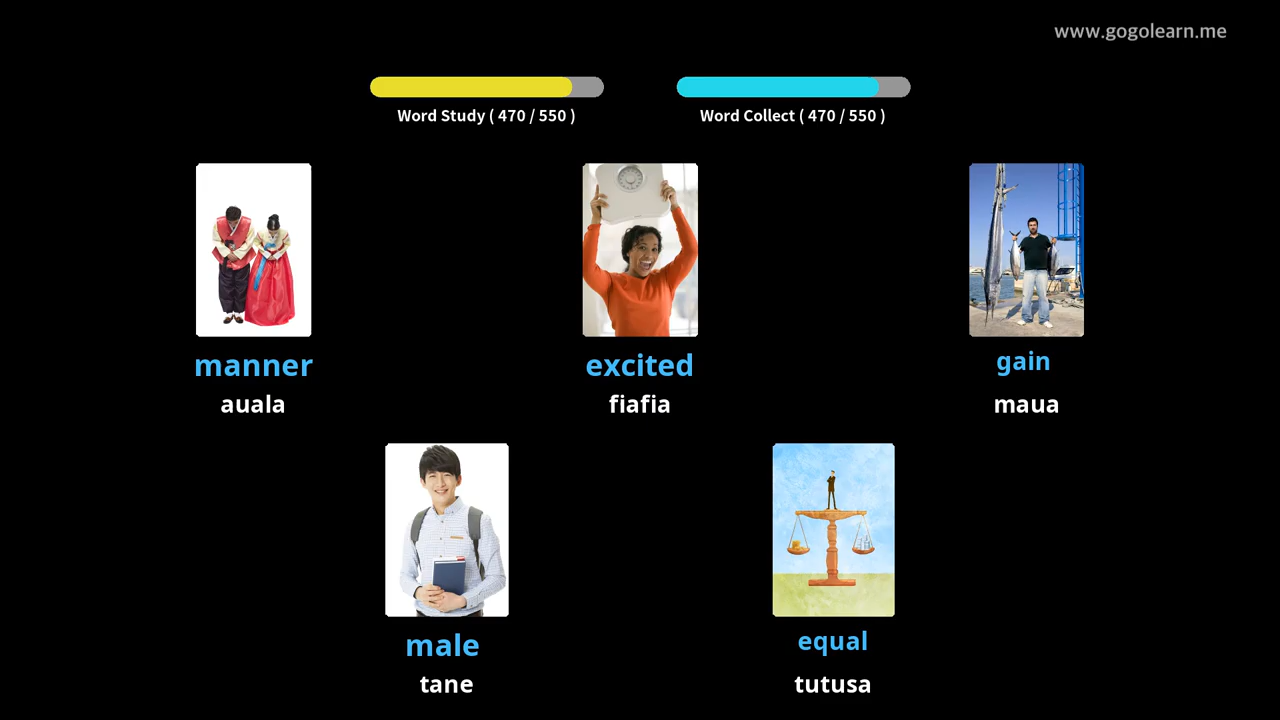 www.gogolearn.me
Word Study ( 470 / 550 )
Word Collect ( 470 / 550 )
manner
auala
excited
fiafia
gain
maua
male
tane
equal
tutusa